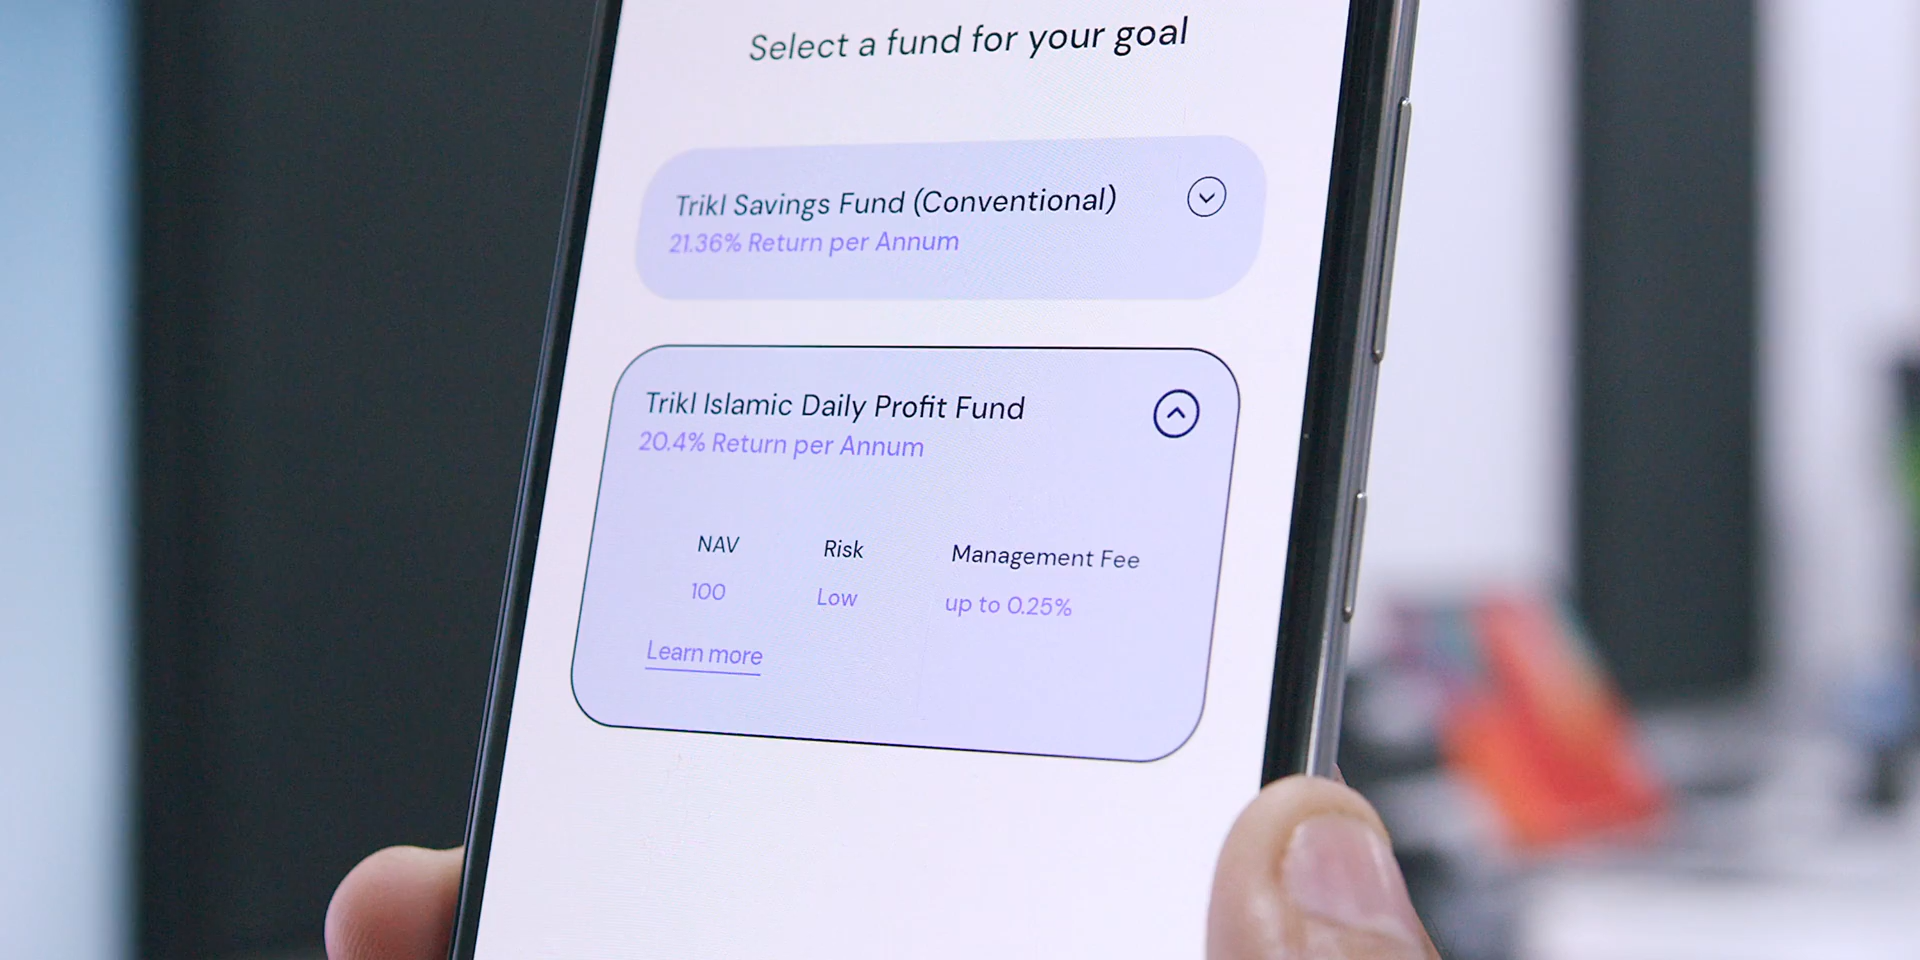 Select a fund for your goal
Trikl Savings Fund (Conventional)
21.36% Return per Annum
Trikl Islamic Daily Profit Fund
20.4% Return per Annum
NAV Risk Management Fee
100 Low up to 0.25%
Learn more